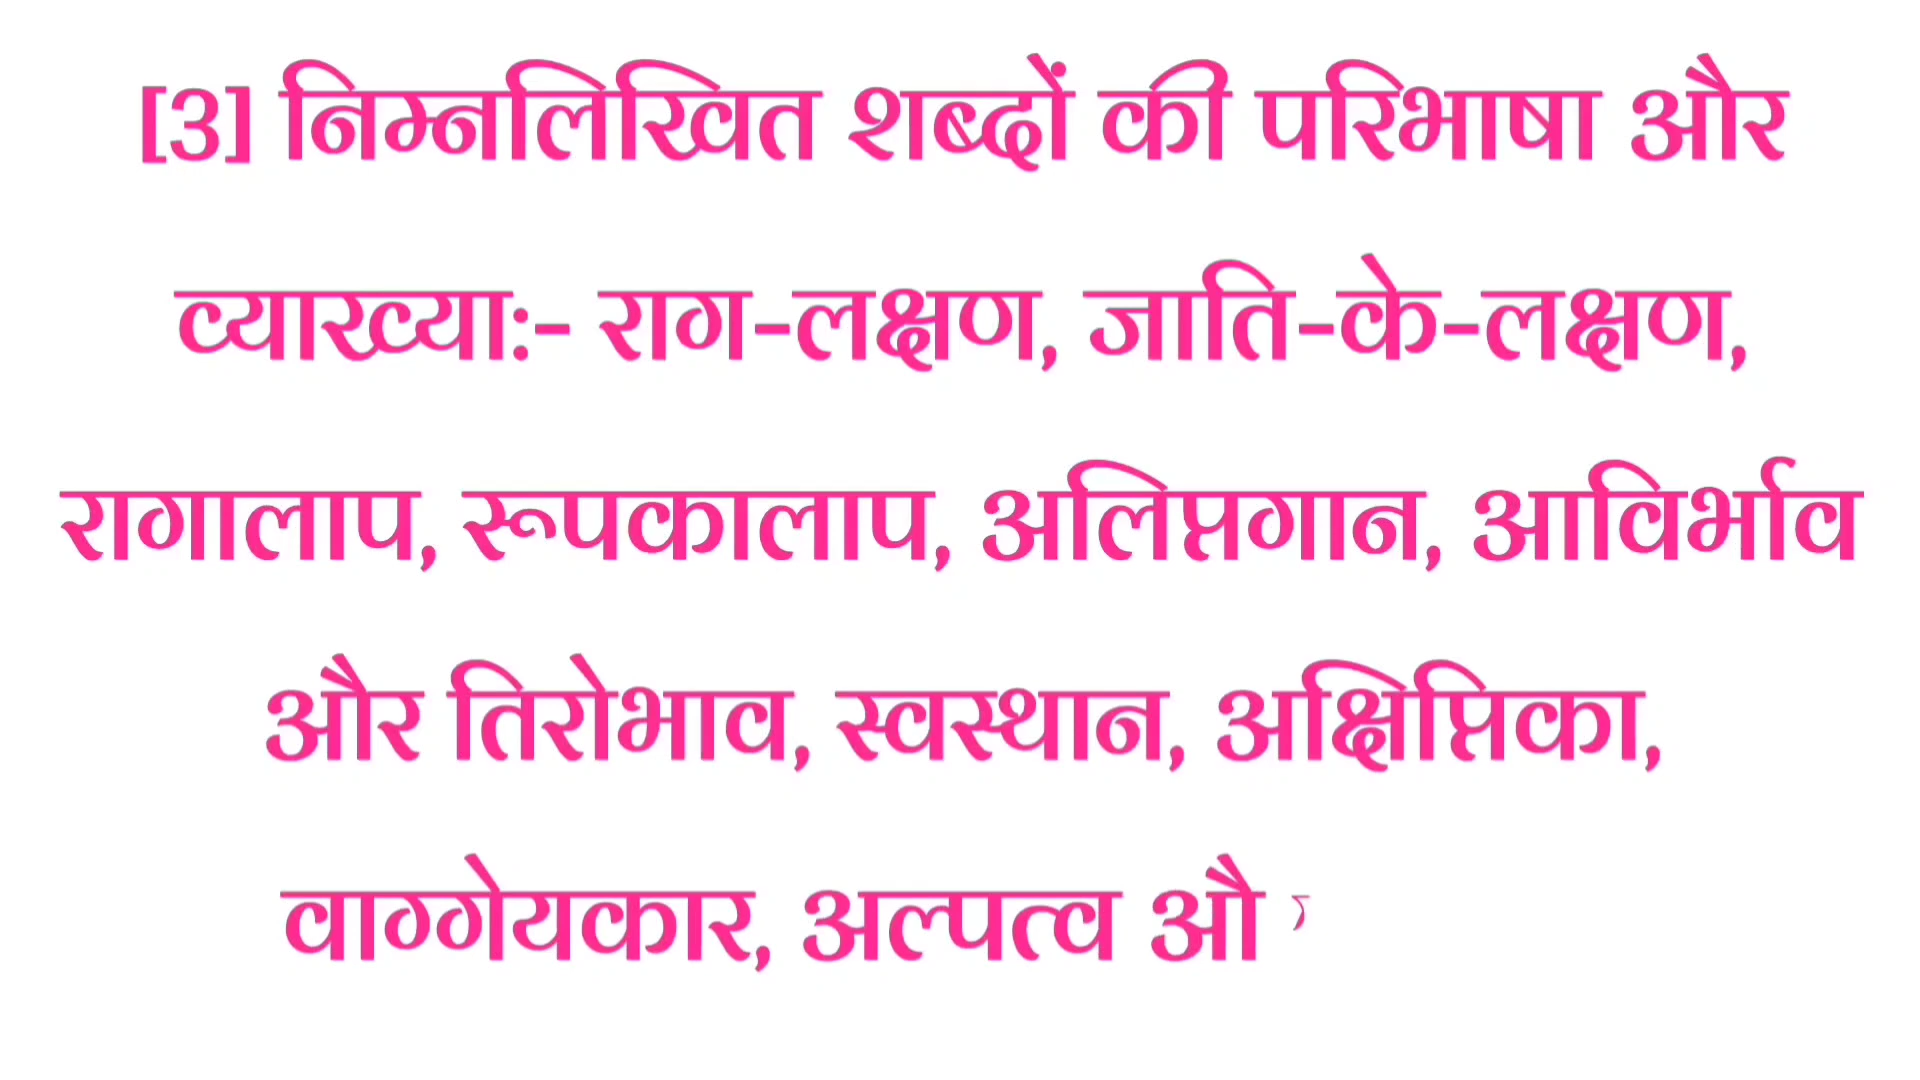 [3] निम्नलिखित शब्दों की परिभाषा और
व्याख्या:- राग-लक्षण, जाति-के-लक्षण,
रागालाप, रूपकालाप, अलिप्तगान, आविर्भाव
और तिरोभाव, स्वस्थान, अक्षिप्तिका,
वाग्गेयकार, अल्पत्व औ